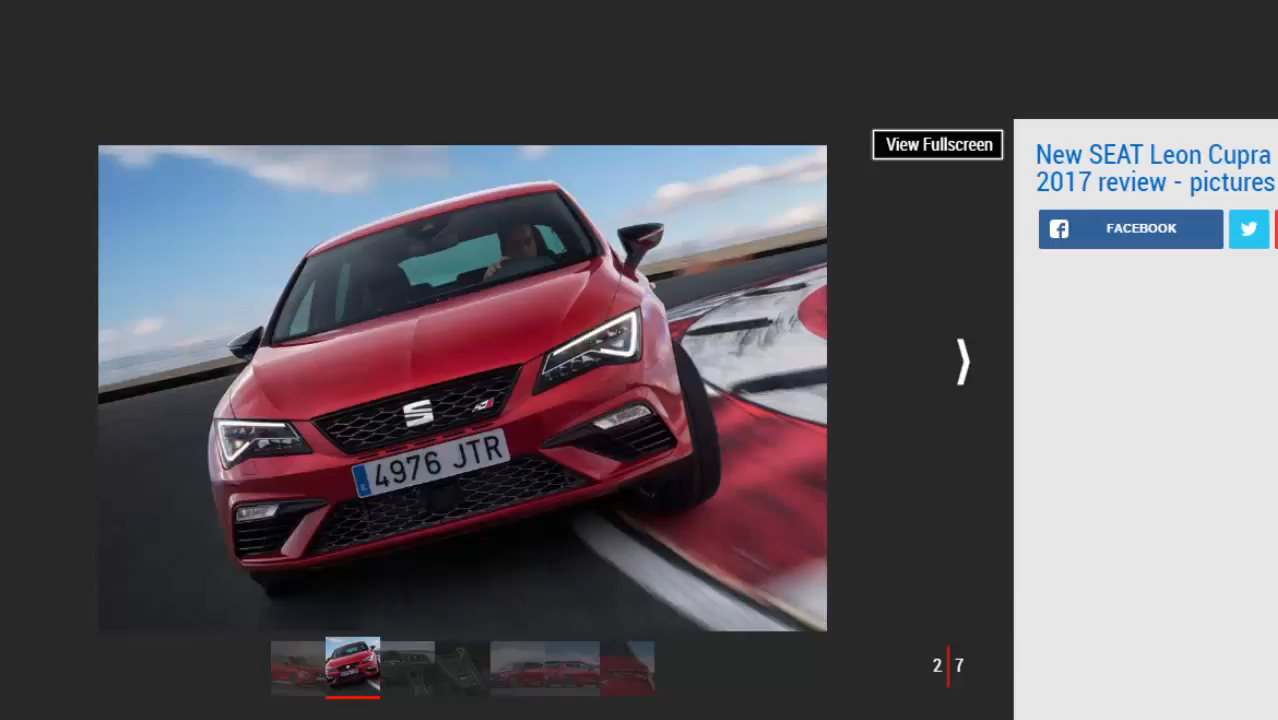 View Fullscreen
New SEAT Leon Cupra
2017 review - pictures
FACEBOOK
4976 JTR
2 7